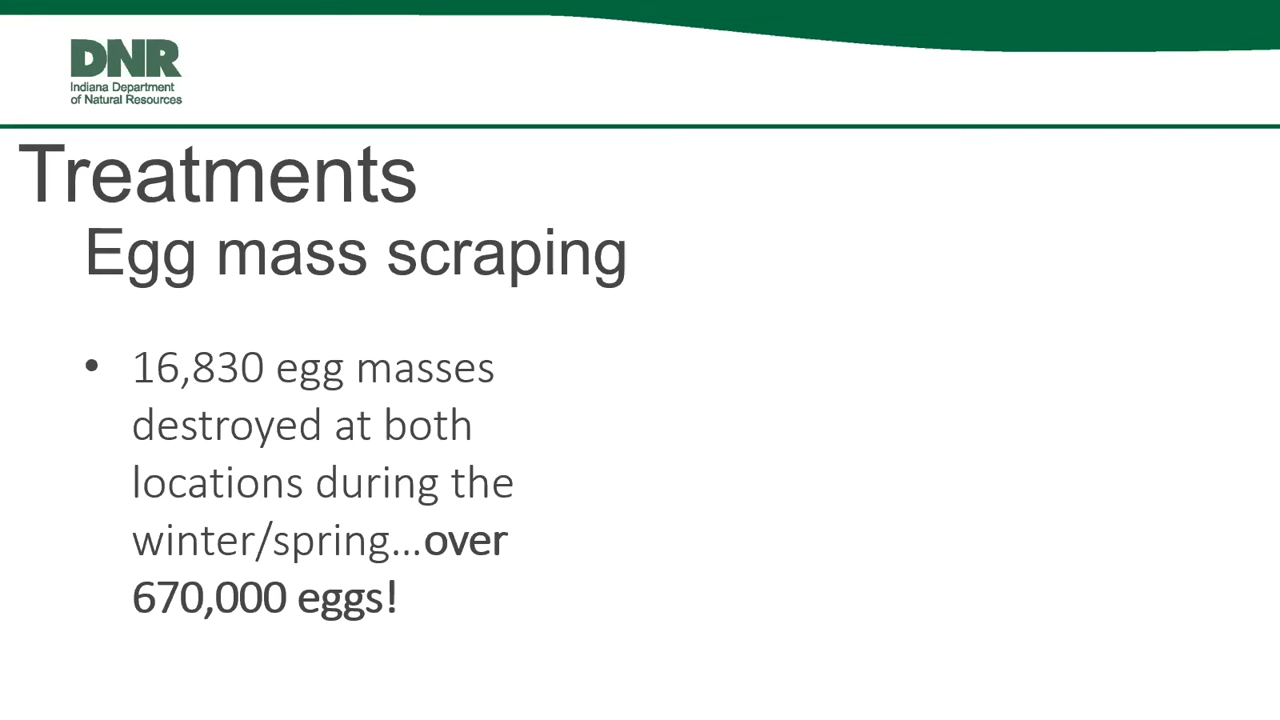 DNR
Indiana Department
of Natural Resources
Treatments
Egg mass scraping
• 16,830 egg masses
destroyed at both
locations during the
winter/spring...over
670,000 eggs!